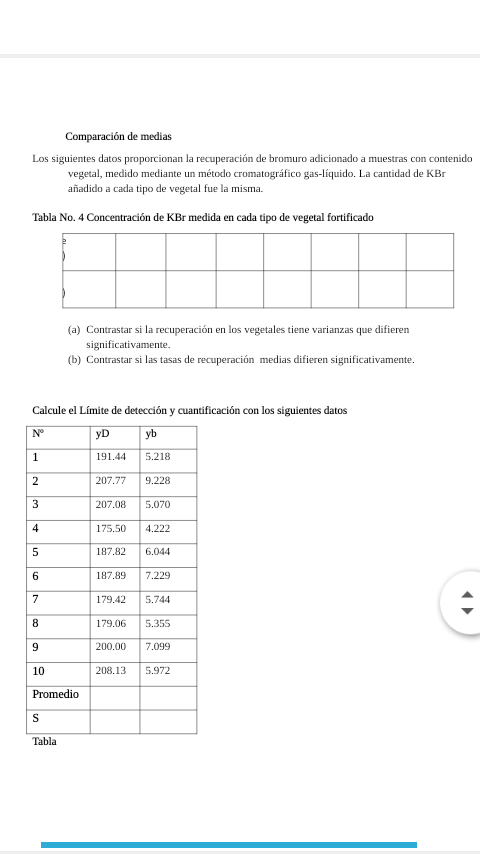 Comparación de medias
Los siguientes datos proporcionan la recuperación de bromuro adicionado a muestras con contenido
vegetal, medido mediante un método cromatográfico gas-líquido. La cantidad de KBr
añadido a cada tipo de vegetal fue la misma.
Tabla No. 4 Concentración de KBr medida en cada tipo de vegetal fortificado
)
)
(a) Contrastar si la recuperación en los vegetales tiene varianzas que difieren
significativamente.
(b) Contrastar si las tasas de recuperación  medias difieren significativamente.
Calcule el Límite de detección y cuantificación con los siguientes datos
Nº yD yb
1 191.44 5.218
2 207.77 9.228
3 207.08 5.070
4 175.50 4.222
5 187.82 6.044
6 187.89 7.229
7 179.42 5.744
8 179.06 5.355
9 200.00 7.099
10 208.13 5.972
Promedio
S
Tabla